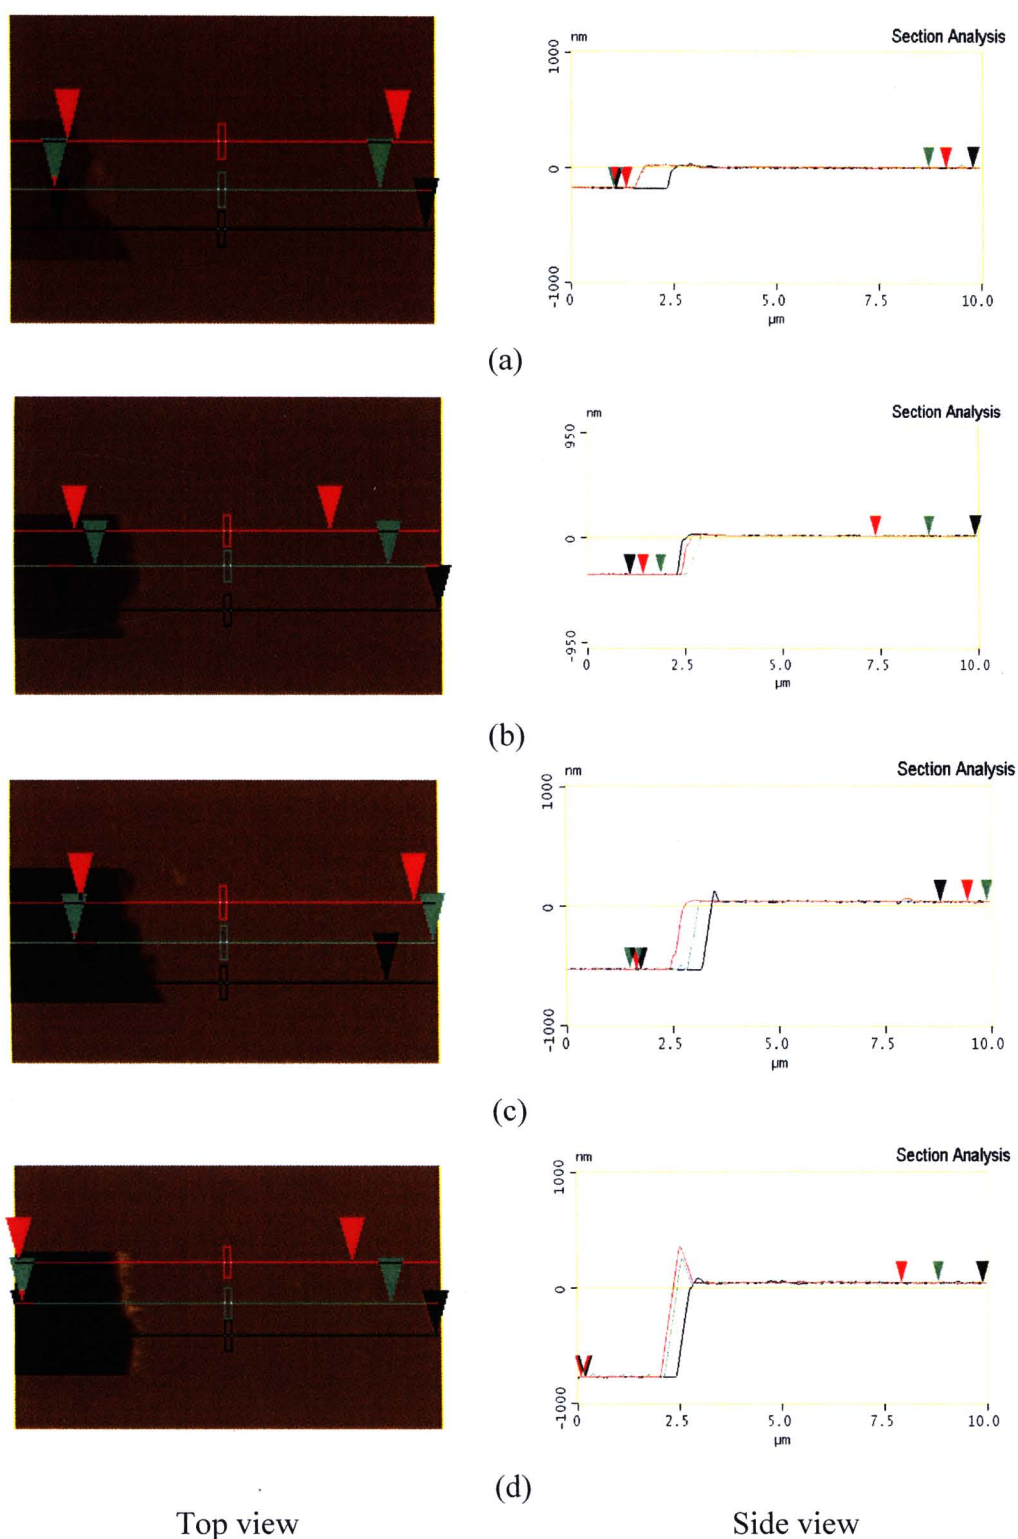 nm Section Analysis
1000
0
-1000
0 2.5 5.0 7.5 10.0
µm
(a)
nm Section Analysis
950
0
-950
0 2.5 5.0 7.5 10.0
µm
(b)
nm Section Analysis
1000
0
-1000
0 2.5 5.0 7.5 10.0
µm
(c)
nm Section Analysis
1000
0
-1000
0 2.5 5.0 7.5 10.0
µm
(d)
Top view Side view